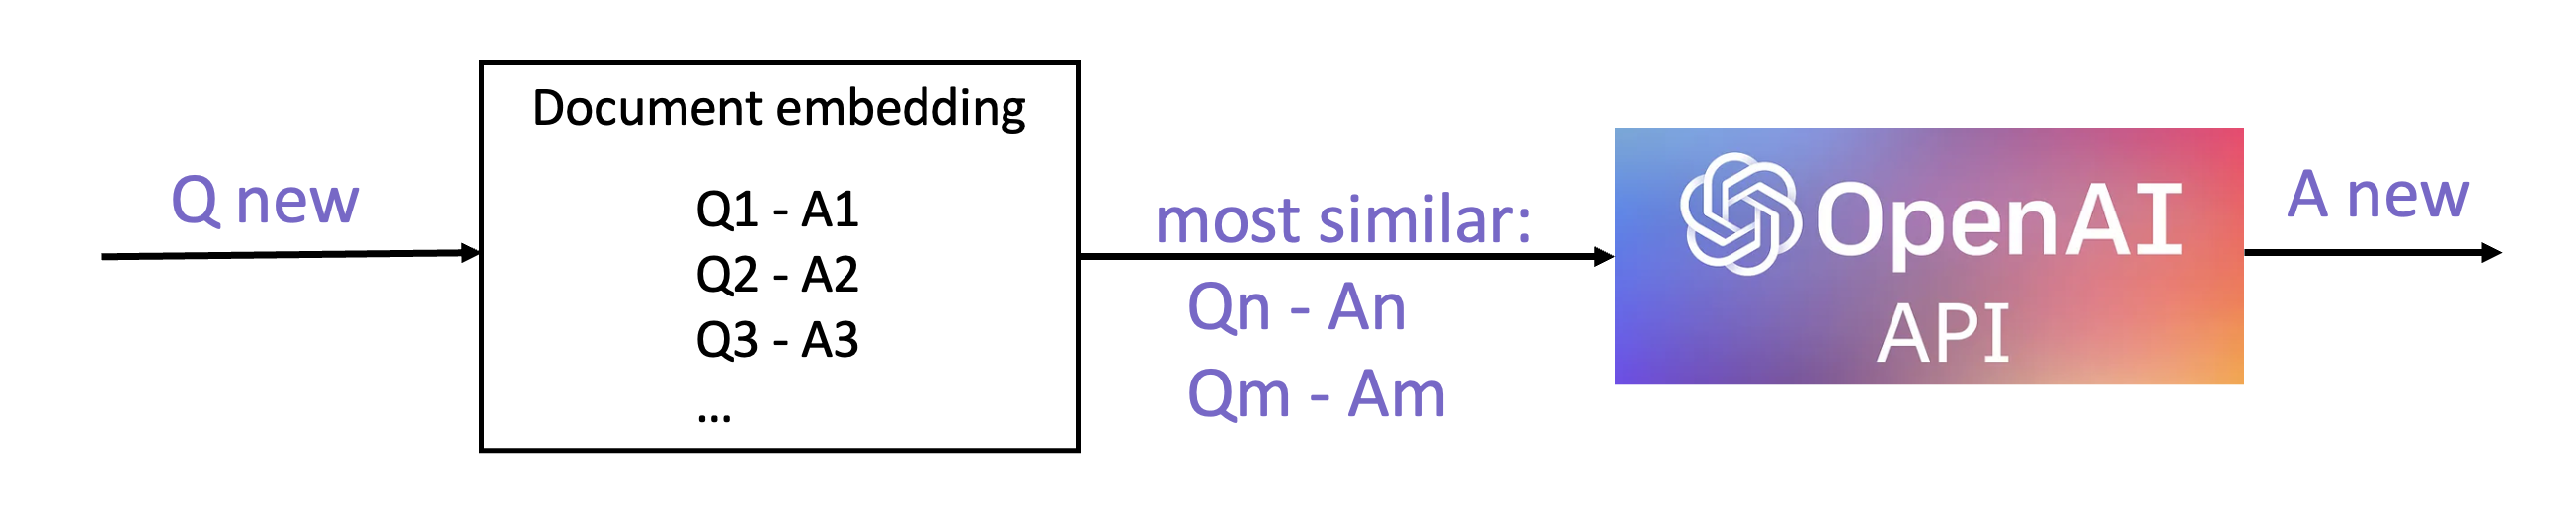 Q new
Document embedding
Q1 - A1
Q2 - A2
Q3 - A3
...
most similar:
Qn - An
Qm - Am
OpenAI
API
A new